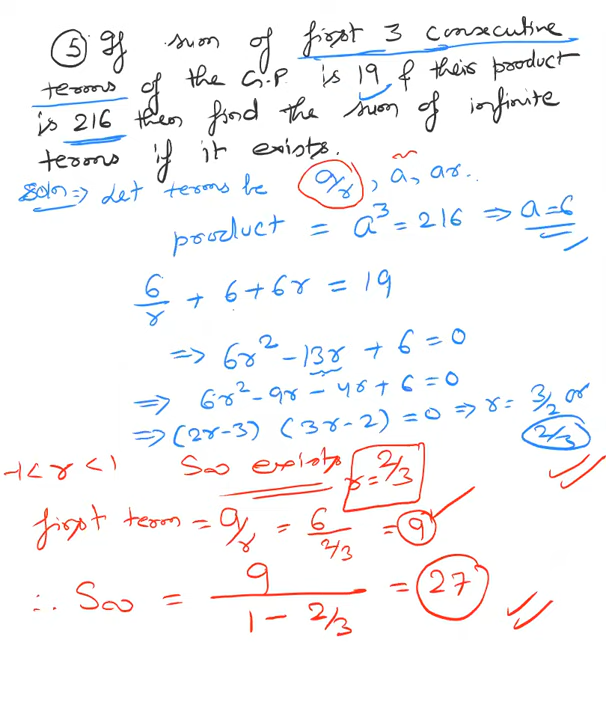 ⑤ If sum of first 3 consecutive
terms of the G.P. is 19 & their product
is 216 then find the sum of infinite
terms if it exists.
Soln => Let terms be a/r, a, ar.
product = a³ = 216 => a=6
6/r + 6+6r = 19
=> 6r² - 13r + 6 = 0
=> 6r² - 9r - 4r + 6 = 0
=> (2r-3) (3r-2) = 0 => r = 3/2 or 2/3
-1 < r < 1 S∞ exists r = 2/3
first term = a/r = 6/(2/3) = 9
∴ S∞ = 9/(1 - 2/3) = 27